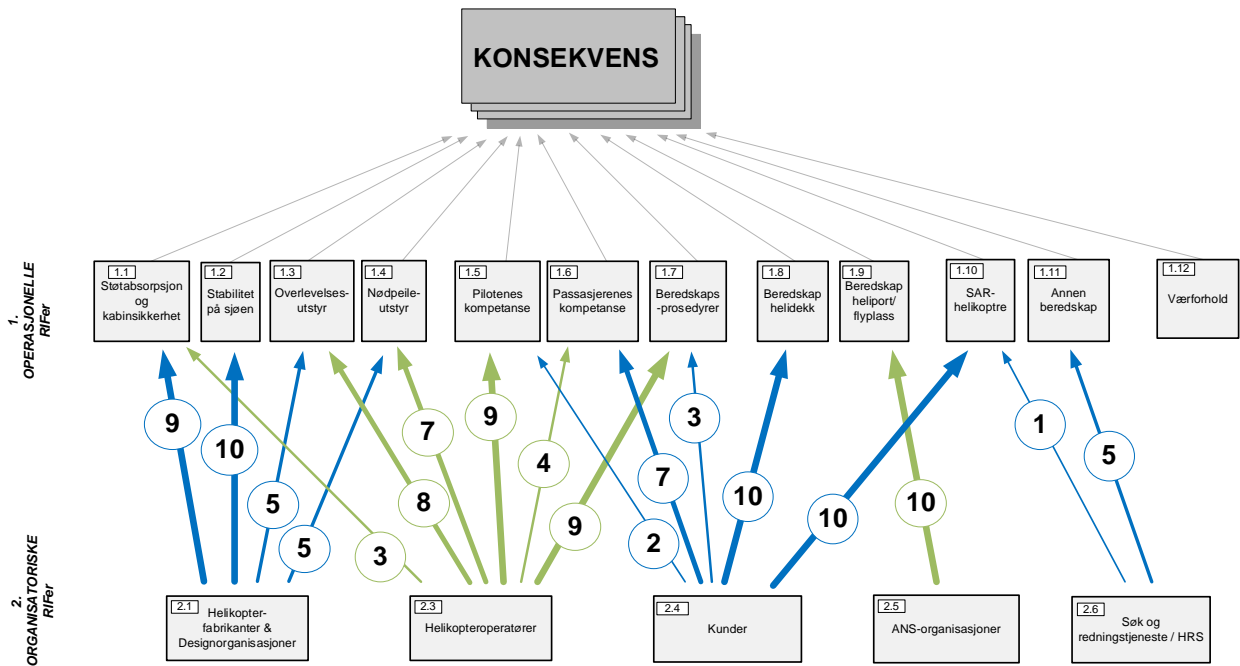 KONSEKVENS
1.
OPERASJONELLE
RIFer
1.1
Støtabsorpsjon
og
kabinsikkerhet
1.2
Stabilitet
på sjøen
1.3
Overlevelses-
utstyr
1.4
Nødpeile-
utstyr
1.5
Pilotenes
kompetanse
1.6
Passasjerenes
kompetanse
1.7
Beredskaps
-prosedyrer
1.8
Beredskap
helidekk
1.9
Beredskap
heliport/
flyplass
1.10
SAR-
helikoptre
1.11
Annen
beredskap
1.12
Værforhold
9
10
5
5
3
8
7
9
4
9
2
7
3
10
10
10
1
5
2.
ORGANISATORISKE
RIFer
2.1
Helikopter-
fabrikanter &
Designorganisasjoner
2.3
Helikopteroperatører
2.4
Kunder
2.5
ANS-organisasjoner
2.6
Søk og
redningstjeneste / HRS